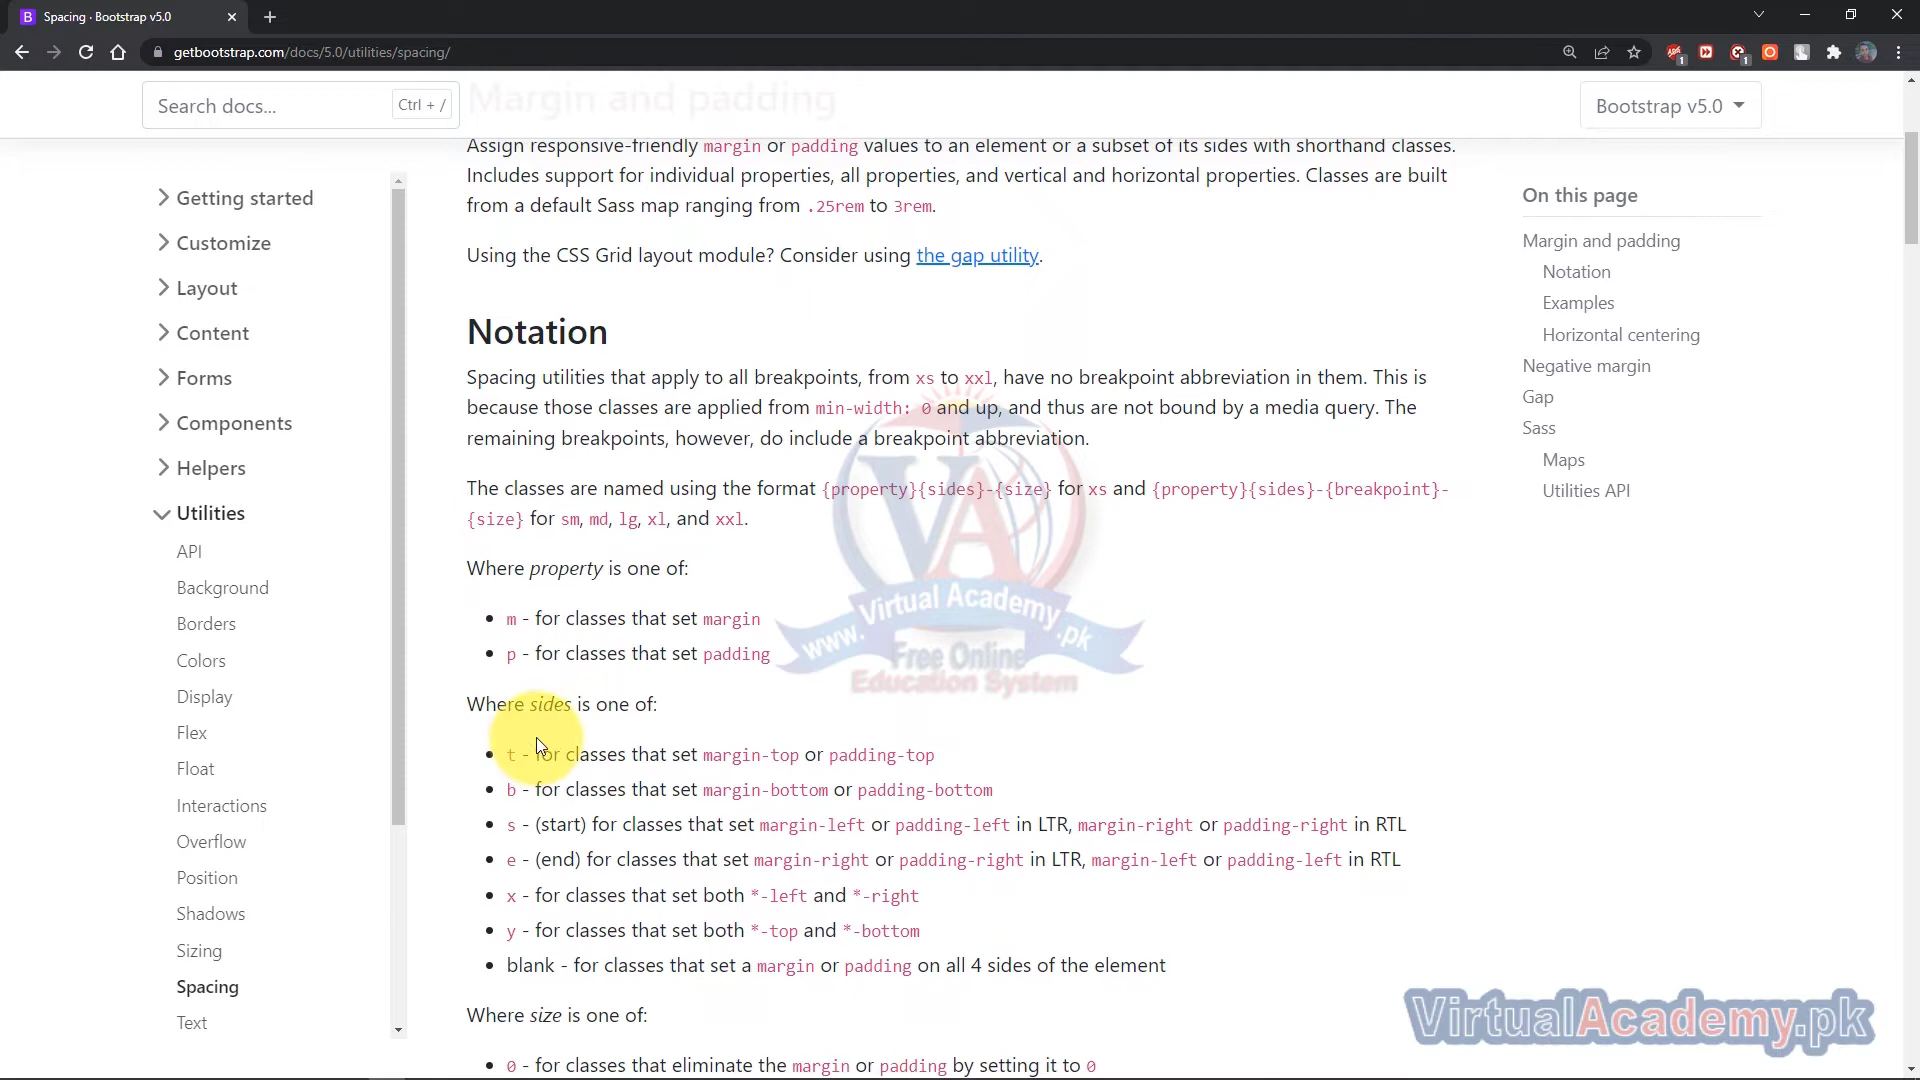 Spacing · Bootstrap v5.0
getbootstrap.com/docs/5.0/utilities/spacing/
Search docs...
Ctrl + /
Margin and padding
Bootstrap v5.0
Getting started
Customize
Layout
Content
Forms
Components
Helpers
Utilities
API
Background
Borders
Colors
Display
Flex
Float
Interactions
Overflow
Position
Shadows
Sizing
Spacing
Text
Assign responsive-friendly margin or padding values to an element or a subset of its sides with shorthand classes.
Includes support for individual properties, all properties, and vertical and horizontal properties. Classes are built
from a default Sass map ranging from .25rem to 3rem.
Using the CSS Grid layout module? Consider using the gap utility.
Notation
Spacing utilities that apply to all breakpoints, from xs to xxl, have no breakpoint abbreviation in them. This is
because those classes are applied from min-width: 0 and up, and thus are not bound by a media query. The
remaining breakpoints, however, do include a breakpoint abbreviation.
The classes are named using the format {property}{sides}-{size} for xs and {property}{sides}-{breakpoint}-
{size} for sm, md, lg, xl, and xxl.
Where property is one of:
m - for classes that set margin
p - for classes that set padding
Where sides is one of:
t - for classes that set margin-top or padding-top
b - for classes that set margin-bottom or padding-bottom
s - (start) for classes that set margin-left or padding-left in LTR, margin-right or padding-right in RTL
e - (end) for classes that set margin-right or padding-right in LTR, margin-left or padding-left in RTL
x - for classes that set both *-left and *-right
y - for classes that set both *-top and *-bottom
blank - for classes that set a margin or padding on all 4 sides of the element
Where size is one of:
0 - for classes that eliminate the margin or padding by setting it to 0
On this page
Margin and padding
Notation
Examples
Horizontal centering
Negative margin
Gap
Sass
Maps
Utilities API
VA
www.Virtual Academy.pk
Free Online
Education System
VirtualAcademy.pk